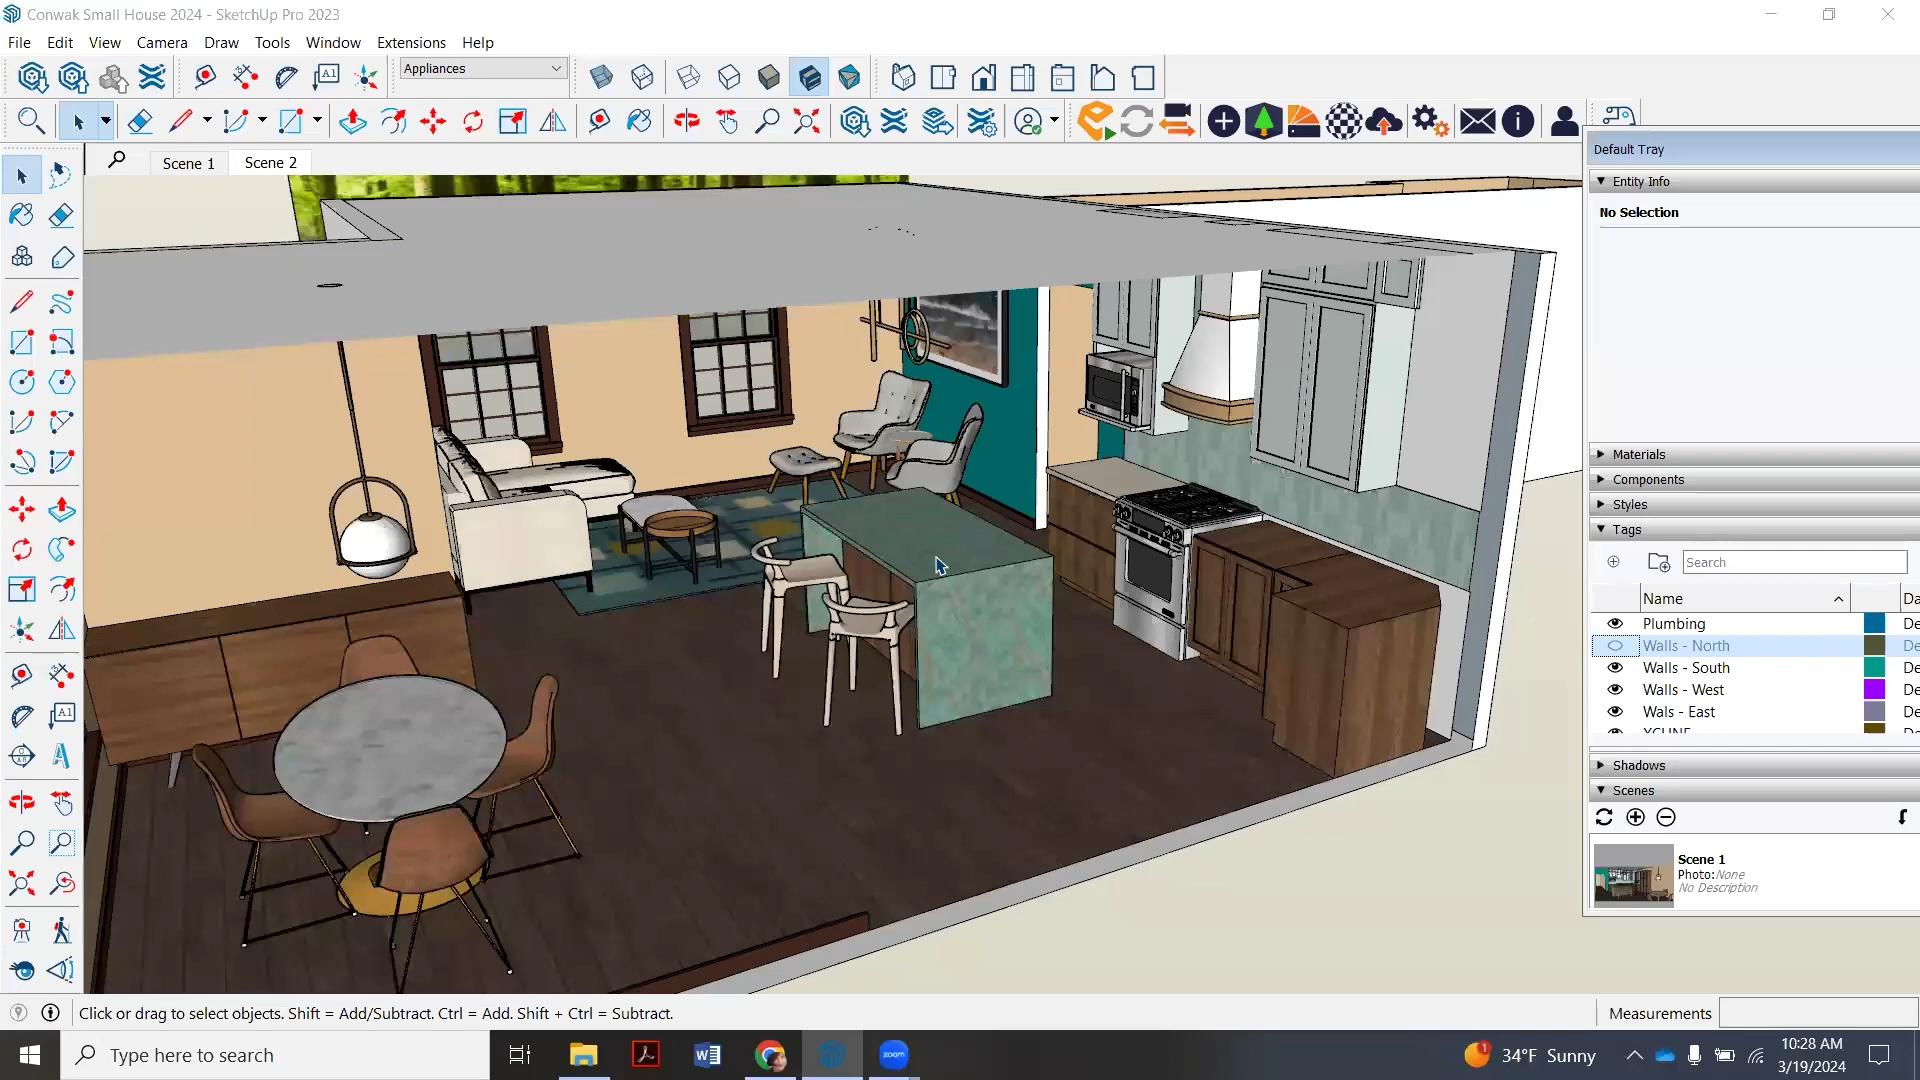 Conwak Small House 2024 - SketchUp Pro 2023
File Edit View Camera Draw Tools Window Extensions Help
Appliances
Scene 1 Scene 2
Default Tray
Entity Info
No Selection
Materials
Components
Styles
Tags
Search
Name
Plumbing
Walls - North
Walls - South
Walls - West
Wals - East
Shadows
Scenes
Scene 1
Photo:None
No Description
Click or drag to select objects. Shift = Add/Subtract. Ctrl = Add. Shift + Ctrl = Subtract.
Measurements
Type here to search
zoom
34°F Sunny
10:28 AM
3/19/2024